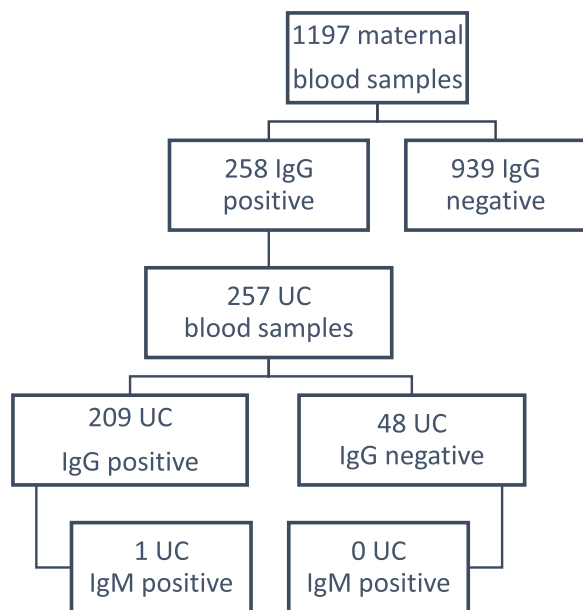 1197 maternal
blood samples
258 IgG
positive
939 IgG
negative
257 UC
blood samples
209 UC
IgG positive
48 UC
IgG negative
1 UC
IgM positive
0 UC
IgM positive